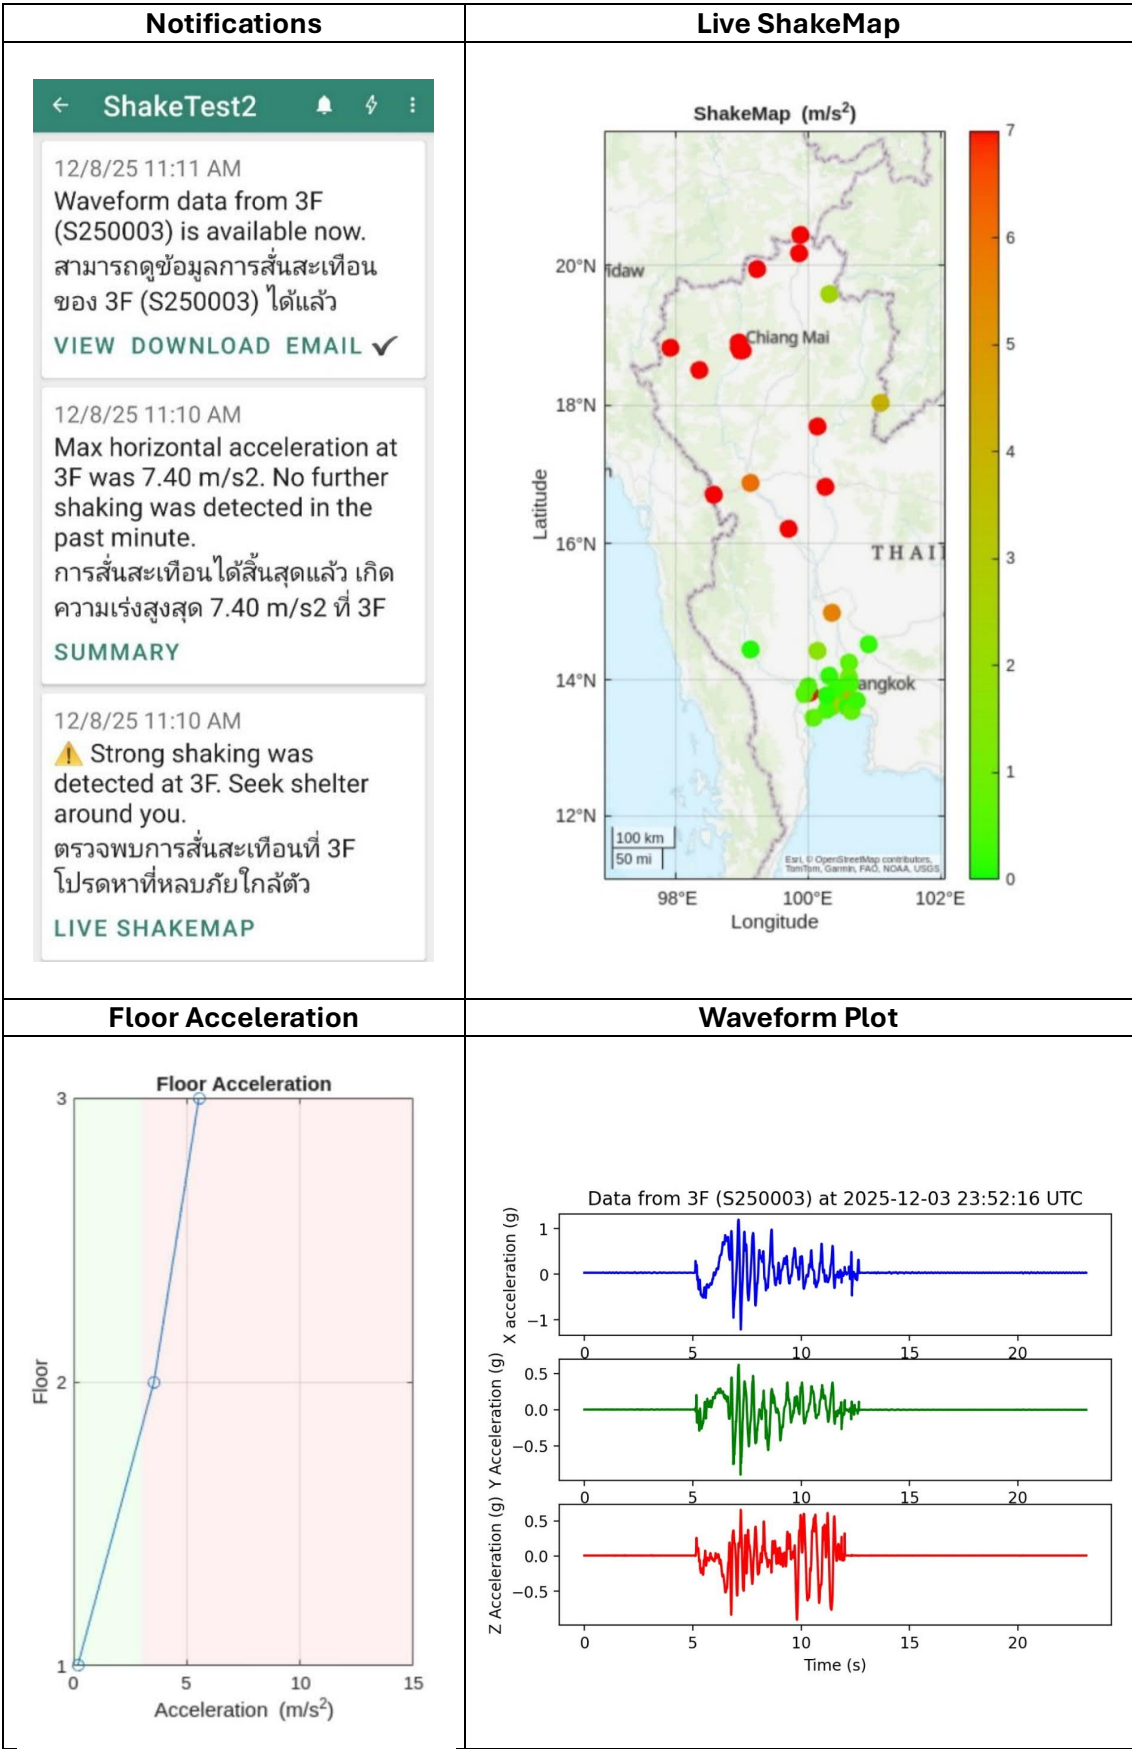 Notifications
Live ShakeMap
ShakeTest2
12/8/25 11:11 AM
Waveform data from 3F
(S250003) is available now.
สามารถดูข้อมูลการสั่นสะเทือน
ของ 3F (S250003) ได้แล้ว
VIEW DOWNLOAD EMAIL
12/8/25 11:10 AM
Max horizontal acceleration at
3F was 7.40 m/s2. No further
shaking was detected in the
past minute.
การสั่นสะเทือนได้สิ้นสุดแล้ว เกิด
ความเร่งสูงสุด 7.40 m/s2 ที่ 3F
SUMMARY
12/8/25 11:10 AM
⚠️ Strong shaking was
detected at 3F. Seek shelter
around you.
ตรวจพบการสั่นสะเทือนที่ 3F
โปรดหาที่หลบภัยใกล้ตัว
LIVE SHAKEMAP
ShakeMap (m/s²)
7
6
5
4
3
2
1
0
20°N
18°N
16°N
14°N
12°N
Latitude
idaw
Chiang Mai
THAI
angkok
100 km
50 mi
Esri, © OpenStreetMap contributors,
TomTom, Garmin, FAO, NOAA, USGS
98°E
100°E
102°E
Longitude
Floor Acceleration
Waveform Plot
Floor Acceleration
3
2
1
Floor
0
5
10
15
Acceleration (m/s²)
Data from 3F (S250003) at 2025-12-03 23:52:16 UTC
X acceleration (g)
1
0
−1
0
5
10
15
20
Y Acceleration (g)
0.5
0.0
−0.5
0
5
10
15
20
Z Acceleration (g)
0.5
0.0
−0.5
0
5
10
15
20
Time (s)